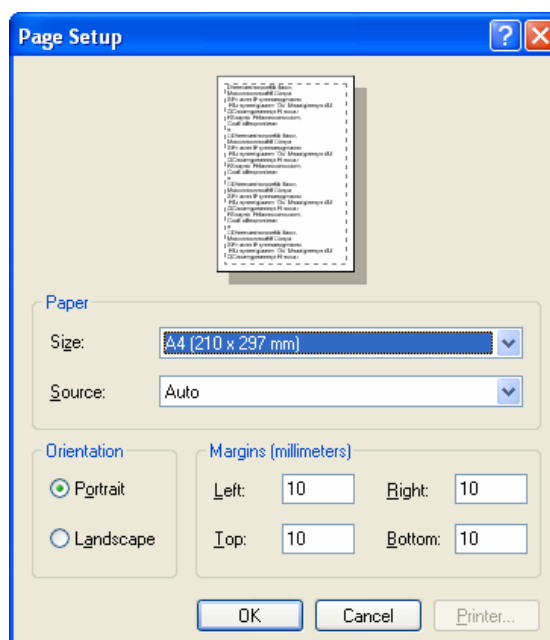 Page Setup
Paper
Size: A4 (210 x 297 mm)
Source: Auto
Orientation
Portrait
Landscape
Margins (millimeters)
Left: 10 Right: 10
Top: 10 Bottom: 10
OK Cancel Printer...